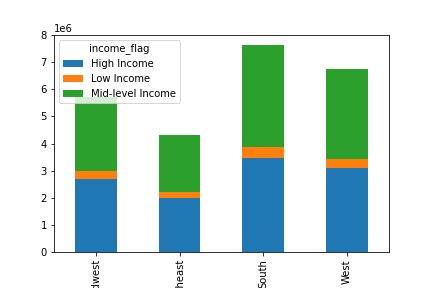 1e6
8
7
6
5
4
3
2
1
0
income_flag
High Income
Low Income
Mid-level Income
dwest
heast
South
West